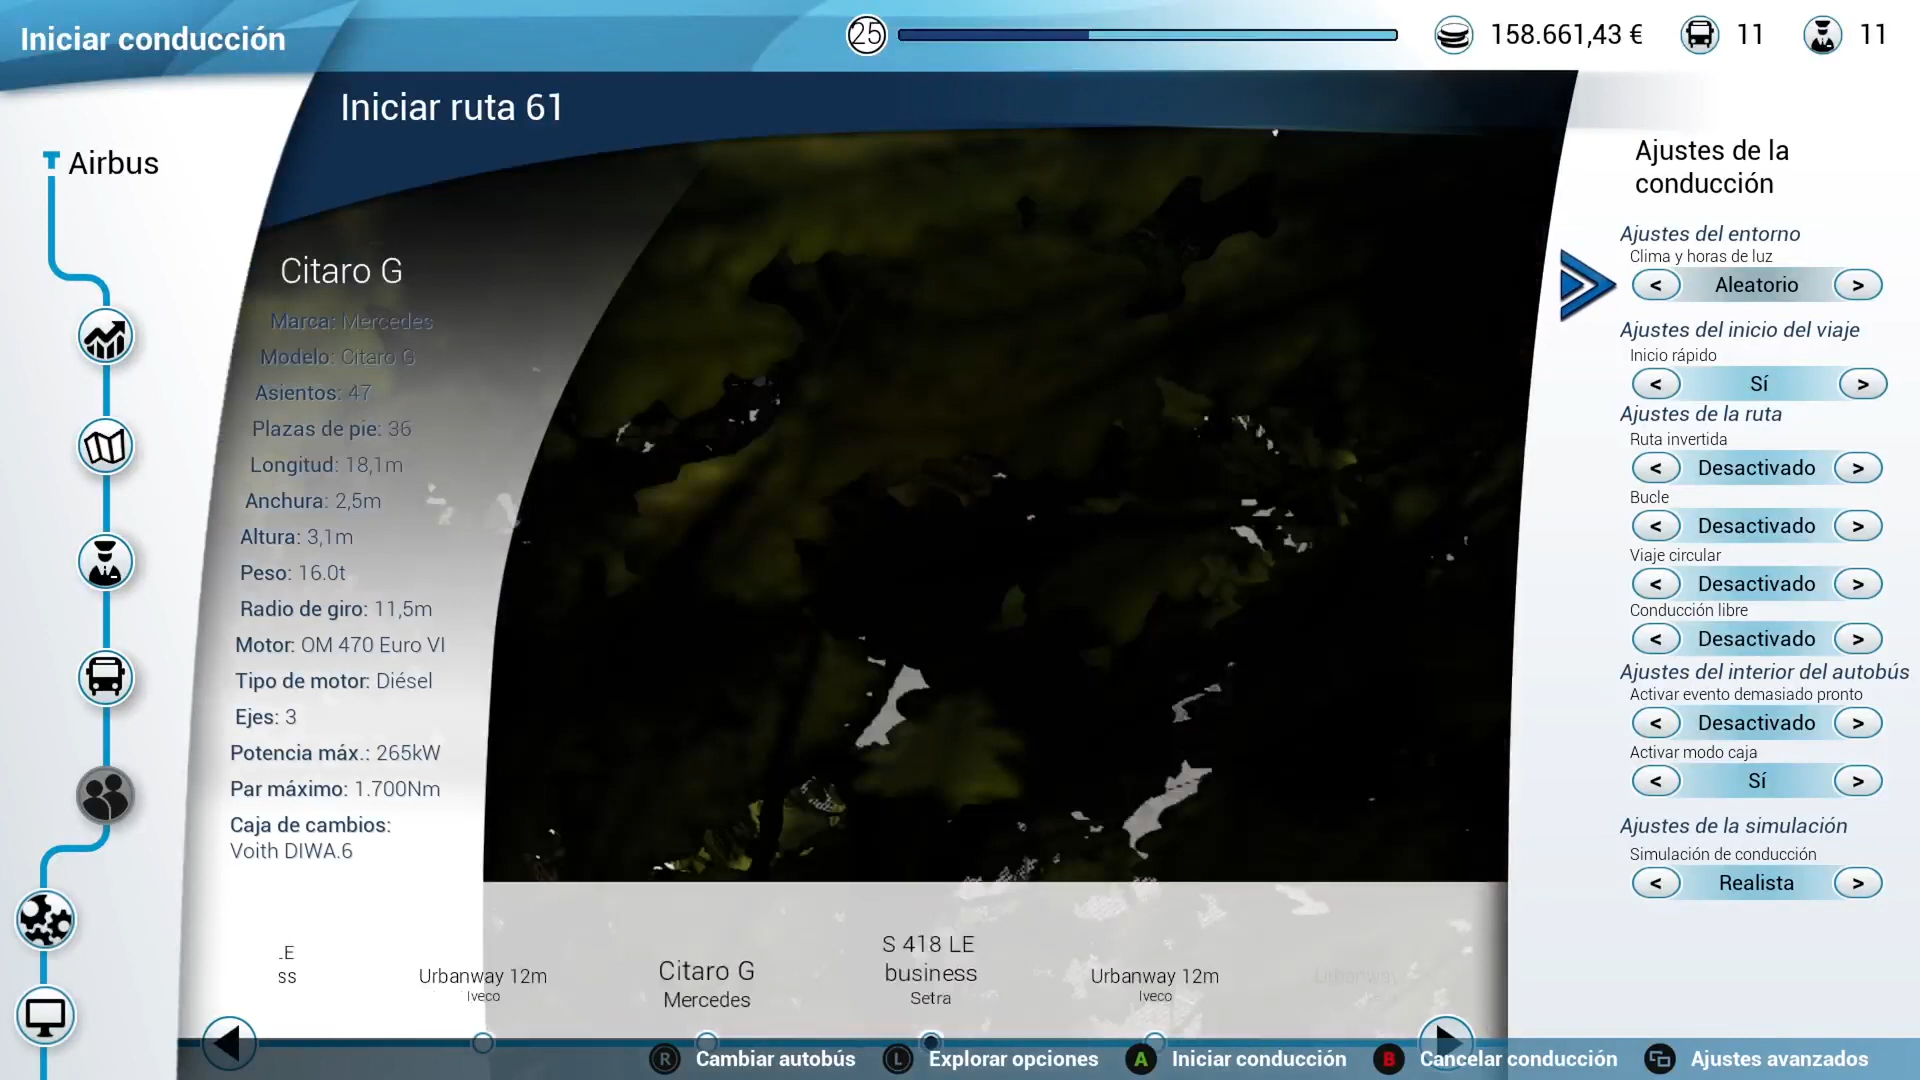 Iniciar conducción
25
158.661,43 €
11
11
Iniciar ruta 61
Airbus
Citaro G
Marca: Mercedes
Modelo: Citaro G
Asientos: 47
Plazas de pie: 36
Longitud: 18,1m
Anchura: 2,5m
Altura: 3,1m
Peso: 16.0t
Radio de giro: 11,5m
Motor: OM 470 Euro VI
Tipo de motor: Diésel
Ejes: 3
Potencia máx.: 265kW
Par máximo: 1.700Nm
Caja de cambios:
Voith DIWA.6
Ajustes de la
conducción
Ajustes del entorno
Clima y horas de luz
< Aleatorio >
Ajustes del inicio del viaje
Inicio rápido
< Sí >
Ajustes de la ruta
Ruta invertida
< Desactivado >
Bucle
< Desactivado >
Viaje circular
< Desactivado >
Conducción libre
< Desactivado >
Ajustes del interior del autobús
Activar evento demasiado pronto
< Desactivado >
Activar modo caja
< Sí >
Ajustes de la simulación
Simulación de conducción
< Realista >
LE
ss
Urbanway 12m
Iveco
Citaro G
Mercedes
S 418 LE
business
Setra
Urbanway 12m
Iveco
Urbanway
R Cambiar autobús
L Explorar opciones
A Iniciar conducción
B Cancelar conducción
Ajustes avanzados